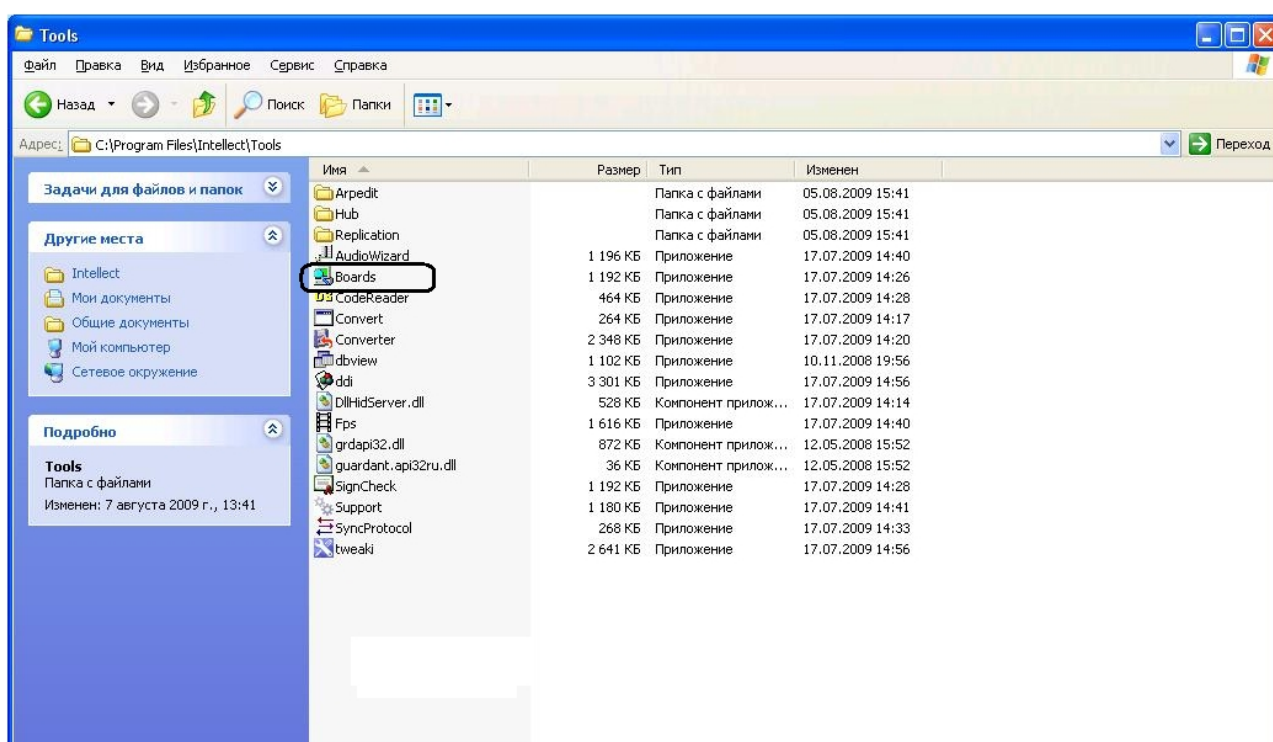 Tools
Файл Правка Вид Избранное Сервис Справка
Назад Поиск Папки
Адрес: C:\Program Files\Intellect\Tools Переход
Имя Размер Тип Изменен
Задачи для файлов и папок
Другие места
Intellect
Мои документы
Общие документы
Мой компьютер
Сетевое окружение
Подробно
Tools
Папка с файлами
Изменен: 7 августа 2009 г., 13:41
Arpedit Папка с файлами 05.08.2009 15:41
Hub Папка с файлами 05.08.2009 15:41
Replication Папка с файлами 05.08.2009 15:41
AudioWizard 1 196 КБ Приложение 17.07.2009 14:40
Boards 1 192 КБ Приложение 17.07.2009 14:26
CodeReader 464 КБ Приложение 17.07.2009 14:28
Convert 264 КБ Приложение 17.07.2009 14:17
Converter 2 348 КБ Приложение 17.07.2009 14:20
dbview 1 102 КБ Приложение 10.11.2008 19:56
ddi 3 301 КБ Приложение 17.07.2009 14:56
DllHidServer.dll 528 КБ Компонент прилож... 17.07.2009 14:14
Fps 1 616 КБ Приложение 17.07.2009 14:40
grdapi32.dll 872 КБ Компонент прилож... 12.05.2008 15:52
guardant.api32ru.dll 36 КБ Компонент прилож... 12.05.2008 15:52
SignCheck 1 192 КБ Приложение 17.07.2009 14:28
Support 1 180 КБ Приложение 17.07.2009 14:41
SyncProtocol 268 КБ Приложение 17.07.2009 14:33
tweaki 2 641 КБ Приложение 17.07.2009 14:56